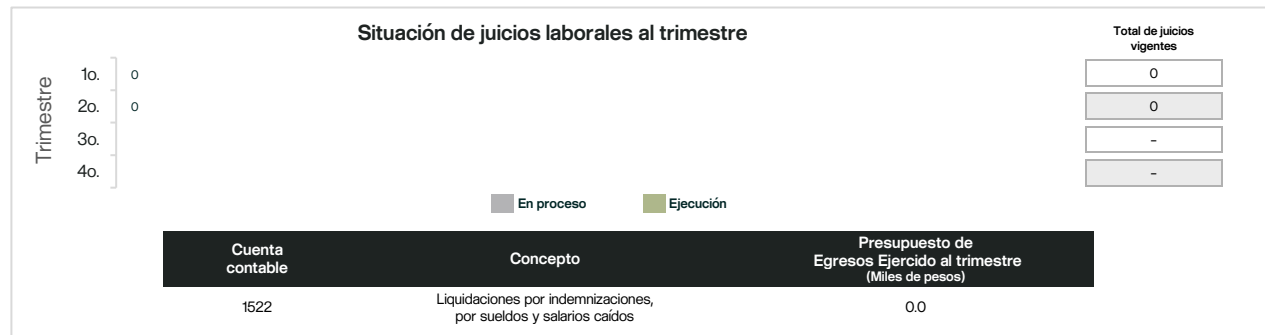 Situación de juicios laborales al trimestre
Total de juicios
vigentes
Trimestre
1o. 0 0
2o. 0 0
3o. -
4o. -
En proceso Ejecución
Cuenta
contable
Concepto
Presupuesto de
Egresos Ejercido al trimestre
(Miles de pesos)
1522
Liquidaciones por indemnizaciones,
por sueldos y salarios caídos
0.0